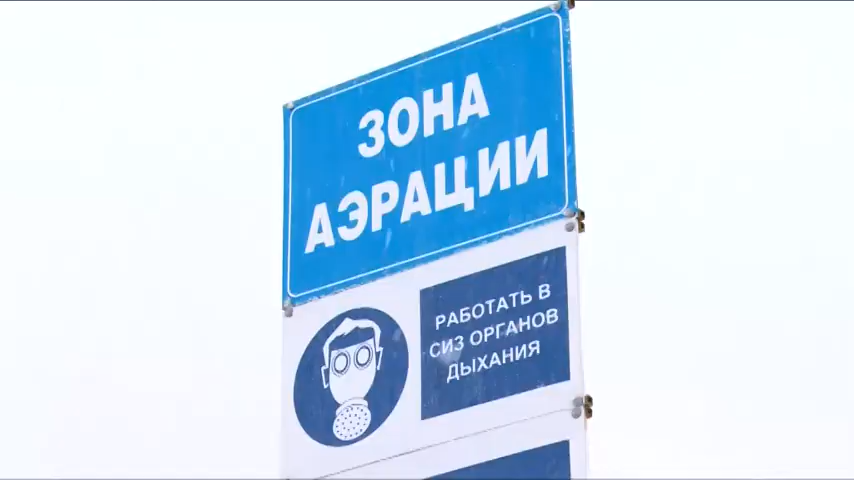 ЗОНА
АЭРАЦИИ
РАБОТАТЬ В
СИЗ ОРГАНОВ
ДЫХАНИЯ